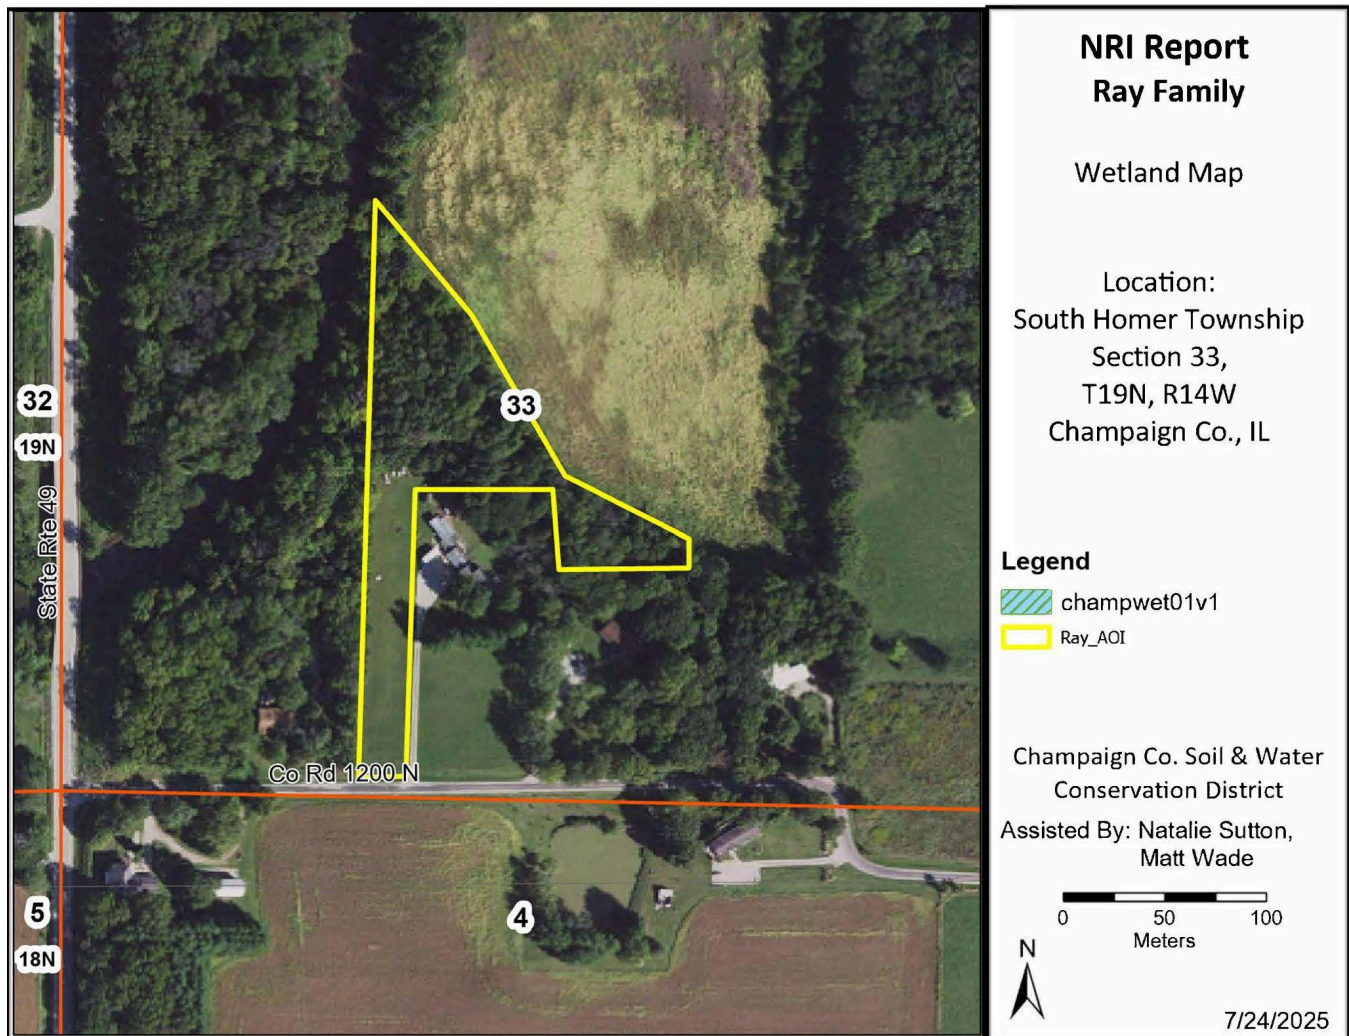 32
19N
State Rte 49
33
Co Rd 1200 N
5
18N
4
NRI Report
Ray Family
Wetland Map
Location:
South Homer Township
Section 33,
T19N, R14W
Champaign Co., IL
Legend
champwet01v1
Ray_AOI
Champaign Co. Soil & Water
Conservation District
Assisted By: Natalie Sutton,
Matt Wade
0 50 100
Meters
N
7/24/2025